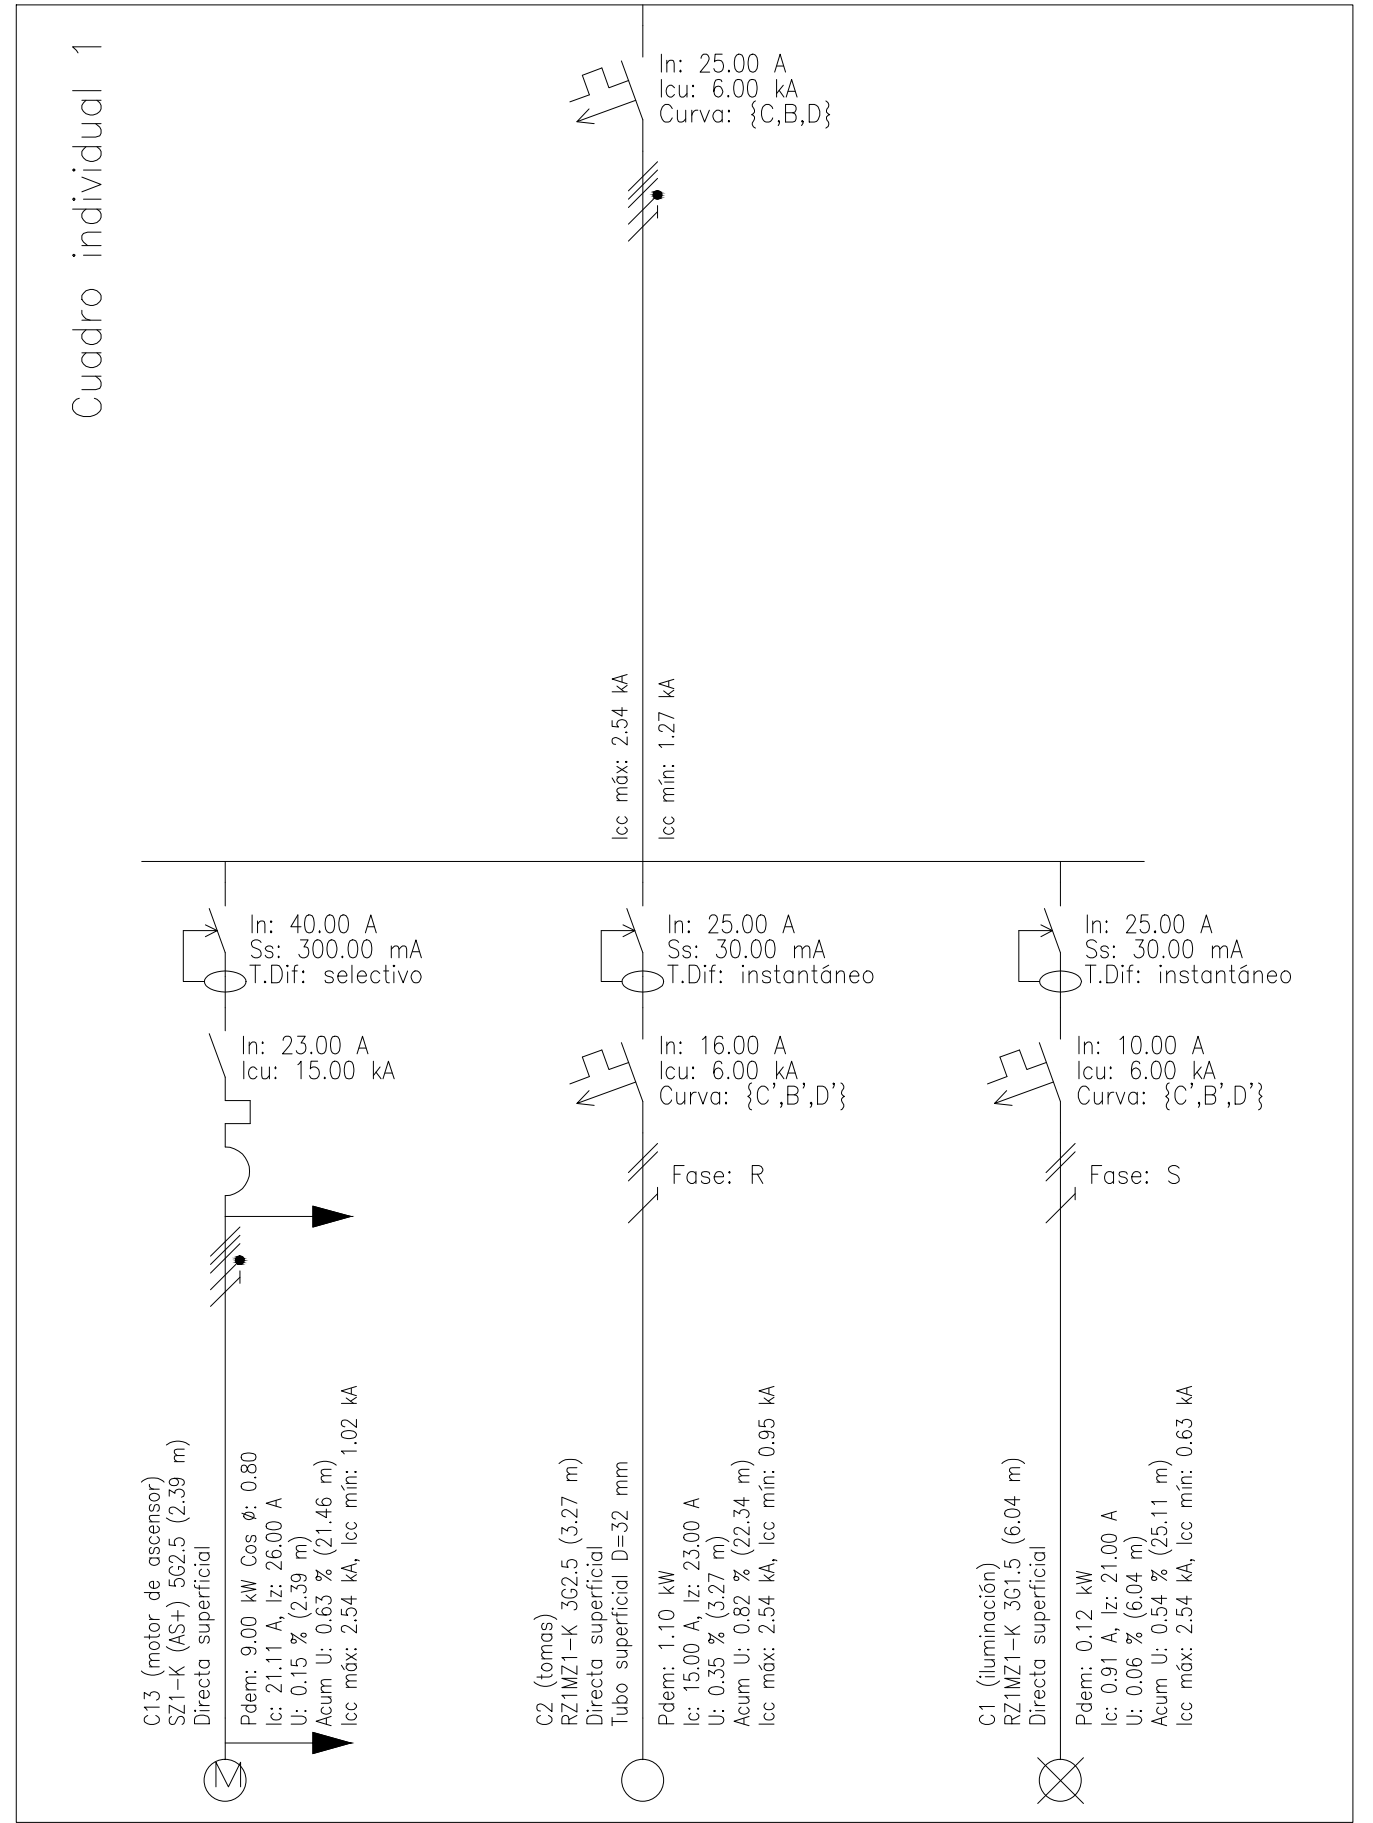 Cuadro individual 1
In: 25.00 A
Icu: 6.00 kA
Curva: {C,B,D}
Icc máx: 2.54 kA
Icc mín: 1.27 kA
In: 40.00 A
Ss: 300.00 mA
T.Dif: selectivo
In: 23.00 A
Icu: 15.00 kA
C13 (motor de ascensor)
SZ1-K (AS+) 5G2.5 (2.39 m)
Directa superficial
Pdem: 9.00 kW Cos ø: 0.80
Ic: 21.11 A, Iz: 26.00 A
U: 0.15 % (2.39 m)
Acum U: 0.63 % (21.46 m)
Icc máx: 2.54 kA, Icc mín: 1.02 kA
M
In: 25.00 A
Ss: 30.00 mA
T.Dif: instantáneo
In: 16.00 A
Icu: 6.00 kA
Curva: {C',B',D'}
Fase: R
C2 (tomas)
RZ1MZ1-K 3G2.5 (3.27 m)
Directa superficial
Tubo superficial D=32 mm
Pdem: 1.10 kW
Ic: 15.00 A, Iz: 23.00 A
U: 0.35 % (3.27 m)
Acum U: 0.82 % (22.34 m)
Icc máx: 2.54 kA, Icc mín: 0.95 kA
In: 25.00 A
Ss: 30.00 mA
T.Dif: instantáneo
In: 10.00 A
Icu: 6.00 kA
Curva: {C',B',D'}
Fase: S
C1 (iluminación)
RZ1MZ1-K 3G1.5 (6.04 m)
Directa superficial
Pdem: 0.12 kW
Ic: 0.91 A, Iz: 21.00 A
U: 0.06 % (6.04 m)
Acum U: 0.54 % (25.11 m)
Icc máx: 2.54 kA, Icc mín: 0.63 kA